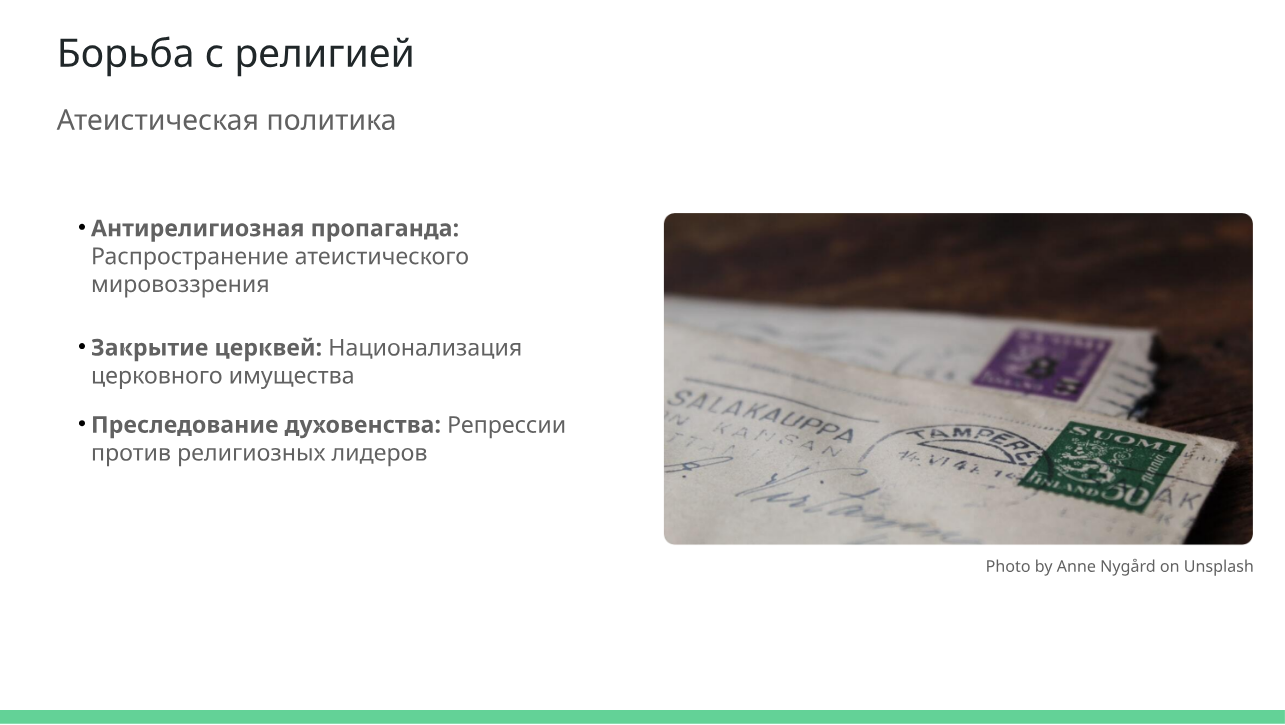 Борьба с религией
Атеистическая политика
• Антирелигиозная пропаганда:
Распространение атеистического
мировоззрения
• Закрытие церквей: Национализация
церковного имущества
• Преследование духовенства: Репрессии
против религиозных лидеров
SUOMI
SALAKAUPPA
KANSAN
TAMPERE
SUOMI
FINLAND
50
Photo by Anne Nygård on Unsplash